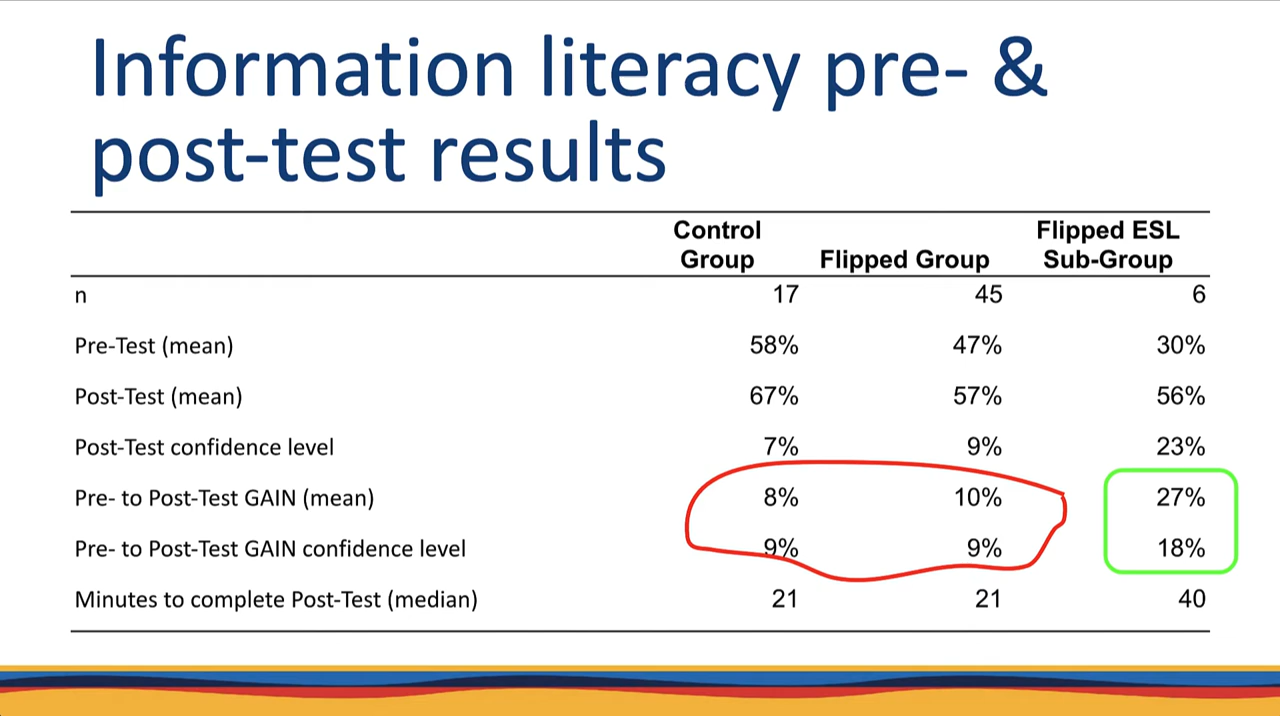 Information literacy pre- &
post-test results
Control Group Flipped Group Flipped ESL Sub-Group
n 17 45 6
Pre-Test (mean) 58% 47% 30%
Post-Test (mean) 67% 57% 56%
Post-Test confidence level 7% 9% 23%
Pre- to Post-Test GAIN (mean) 8% 10% 27%
Pre- to Post-Test GAIN confidence level 9% 9% 18%
Minutes to complete Post-Test (median) 21 21 40